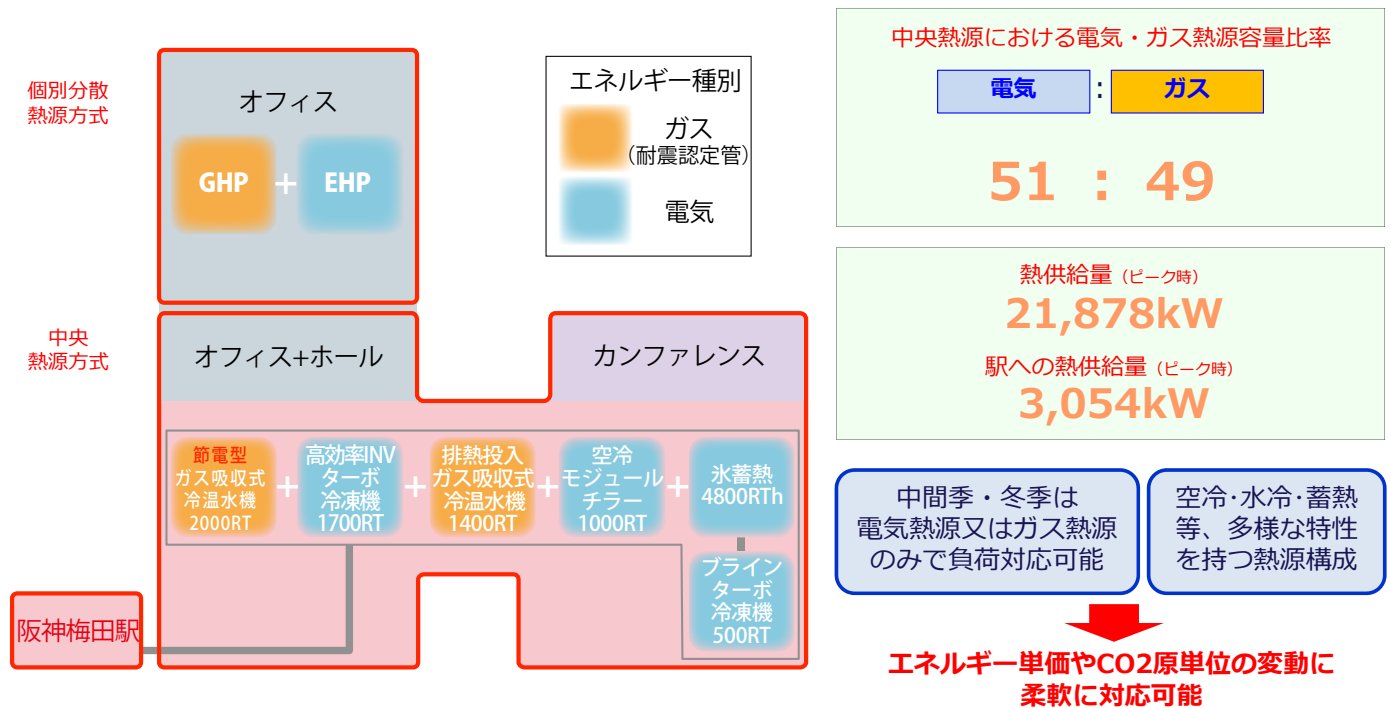 個別分散
熱源方式
オフィス
GHP + EHP
エネルギー種別
ガス
(耐震認定管)
電気
中央
熱源方式
オフィス+ホール
カンファレンス
節電型
ガス吸収式
冷温水機
2000RT
+
高効率INV
ターボ
冷凍機
1700RT
+
排熱投入
ガス吸収式
冷温水機
1400RT
+
空冷
モジュール
チラー
1000RT
+
氷蓄熱
4800RTh
ブライン
ターボ
冷凍機
500RT
阪神梅田駅
中央熱源における電気・ガス熱源容量比率
電気 : ガス
51 : 49
熱供給量 (ピーク時)
21,878kW
駅への熱供給量 (ピーク時)
3,054kW
中間季・冬季は
電気熱源又はガス熱源
のみで負荷対応可能
空冷･水冷･蓄熱
等、多様な特性
を持つ熱源構成
エネルギー単価やCO2原単位の変動に
柔軟に対応可能